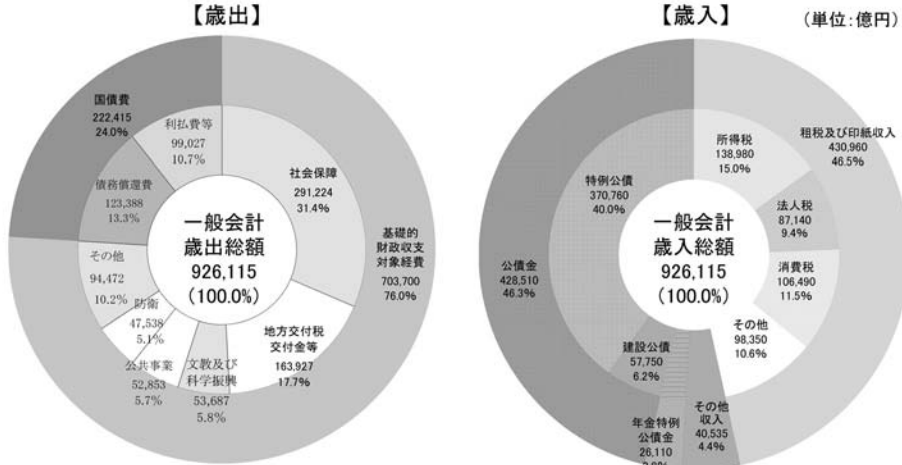 【歳出】
国債費
222,415
24.0%
利払費等
99,027
10.7%
債務償還費
123,388
13.3%
社会保障
291,224
31.4%
一般会計
歳出総額
926,115
(100.0%)
基礎的
財政収支
対象経費
703,700
76.0%
その他
94,472
10.2%
防衛
47,538
5.1%
公共事業
52,853
5.7%
文教及び
科学振興
53,687
5.8%
地方交付税
交付金等
163,927
17.7%
【歳入】
(単位:億円)
租税及び印紙収入
430,960
46.5%
所得税
138,980
15.0%
特例公債
370,760
40.0%
法人税
87,140
9.4%
一般会計
歳入総額
926,115
(100.0%)
公債金
428,510
46.3%
消費税
106,490
11.5%
その他
98,350
10.6%
建設公債
57,750
6.2%
年金特例
公債金
26,110
その他
収入
40,535
4.4%